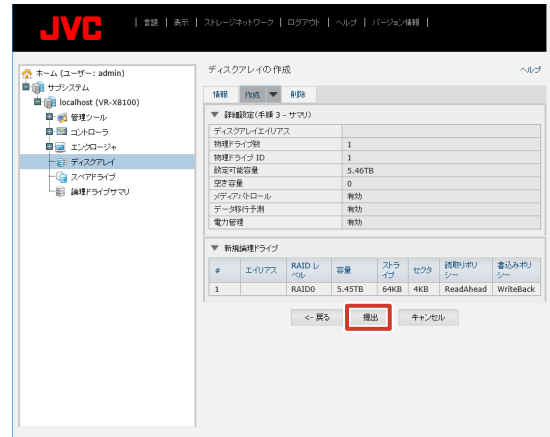 JVC
言語 | 表示 | ストレージネットワーク | ログアウト | ヘルプ | バージョン情報 |
ホーム (ユーザー: admin)
サブシステム
localhost (VR-X8100)
管理ツール
コントローラ
エンクロージャ
ディスクアレイ
スペアドライブ
論理ドライブサマリ
ディスクアレイの作成 ヘルプ
情報 作成 ▼ 削除
▼ 詳細設定(手順 3 - サマリ)
ディスクアレイエイリアス
物理ドライブ数 1
物理ドライブ ID 1
設定可能容量 5.46TB
空き容量 0
メディアパトロール 有効
データ移行予測 有効
電力管理 有効
▼ 新規論理ドライブ
# エイリアス RAID レベル 容量 ストライプ セクタ 読取りポリシー 書込みポリシー
1 RAID0 5.45TB 64KB 4KB ReadAhead WriteBack
<- 戻る 提出 キャンセル